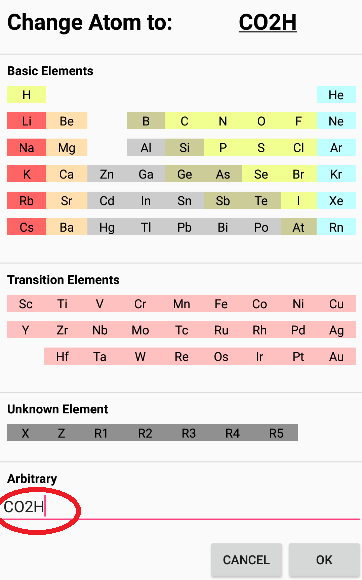 Change Atom to: CO2H
Basic Elements
H He
Li Be B C N O F Ne
Na Mg Al Si P S Cl Ar
K Ca Zn Ga Ge As Se Br Kr
Rb Sr Cd In Sn Sb Te I Xe
Cs Ba Hg Tl Pb Bi Po At Rn
Transition Elements
Sc Ti V Cr Mn Fe Co Ni Cu
Y Zr Nb Mo Tc Ru Rh Pd Ag
Hf Ta W Re Os Ir Pt Au
Unknown Element
X Z R1 R2 R3 R4 R5
Arbitrary
CO2H
CANCEL OK